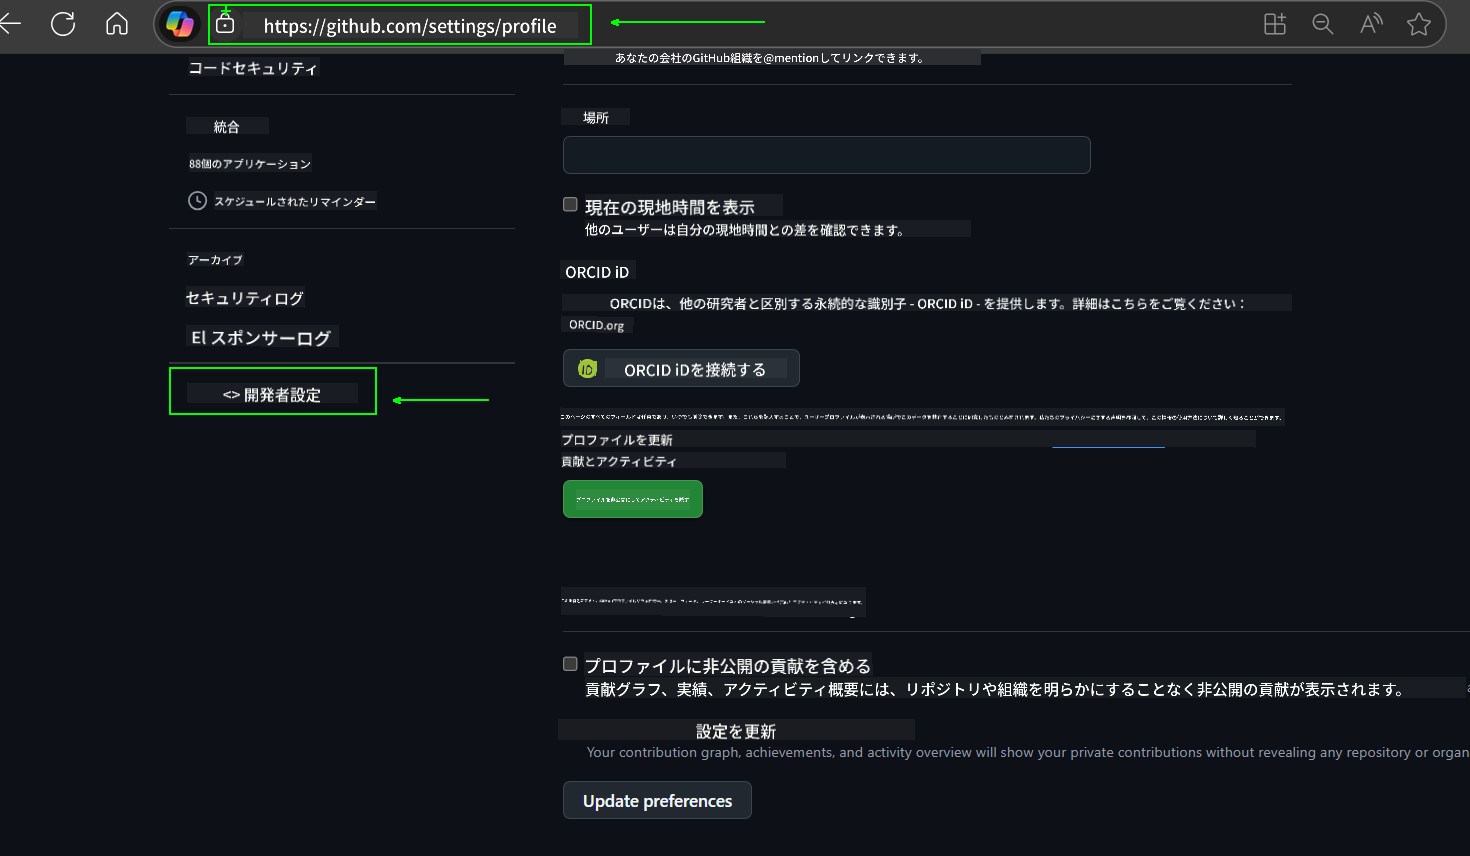 https://github.com/settings/profile
コードセキュリティ
統合
88個のアプリケーション
スケジュールされたリマインダー
アーカイブ
セキュリティログ
El スポンサーログ
<> 開発者設定
あなたの会社のGitHub組織を@mentionしてリンクできます。
場所
現在の現地時間を表示
他のユーザーは自分の現地時間との差を確認できます。
ORCID iD
ORCIDは、他の研究者と区別する永続的な識別子 - ORCID iD - を提供します。詳細はこちらをご覧ください：
ORCID.org
iD ORCID iDを接続する
プロファイルを更新
貢献とアクティビティ
プロファイルに非公開の貢献を含める
貢献グラフ、実績、アクティビティ概要には、リポジトリや組織を明らかにすることなく非公開の貢献が表示されます。
設定を更新
Your contribution graph, achievements, and activity overview will show your private contributions without revealing any repository or organ
Update preferences